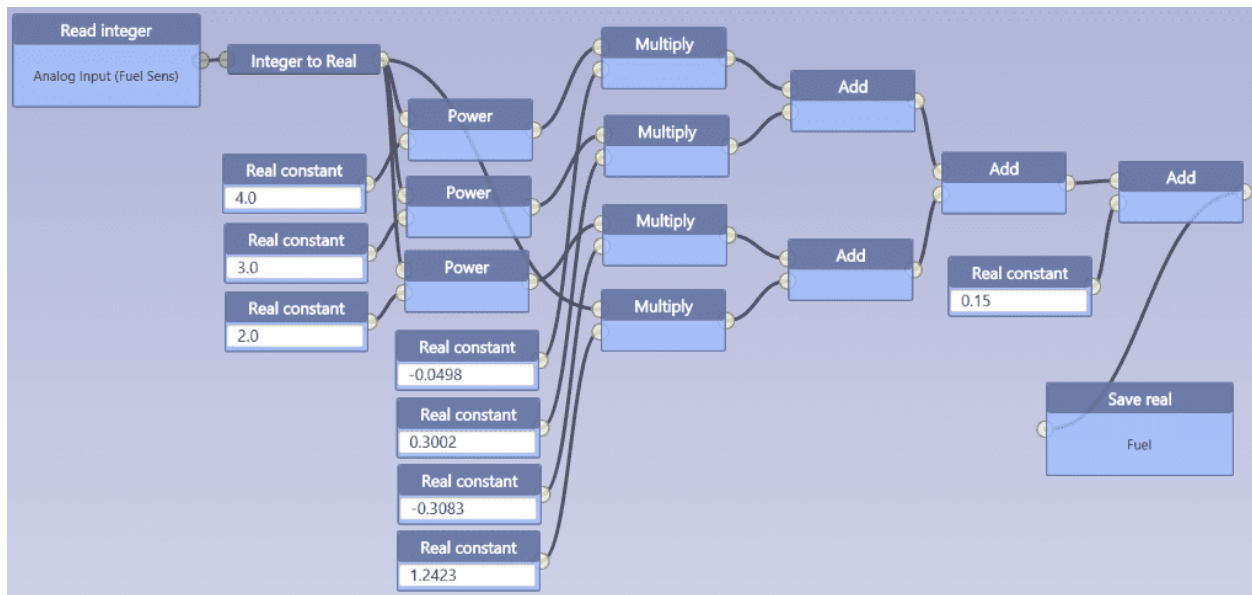 Read integer
Analog Input (Fuel Sens)
Integer to Real
Power
Real constant
4.0
Power
Real constant
3.0
Power
Real constant
2.0
Multiply
Multiply
Multiply
Multiply
Real constant
-0.0498
Real constant
0.3002
Real constant
-0.3083
Real constant
1.2423
Add
Add
Add
Add
Real constant
0.15
Save real
Fuel